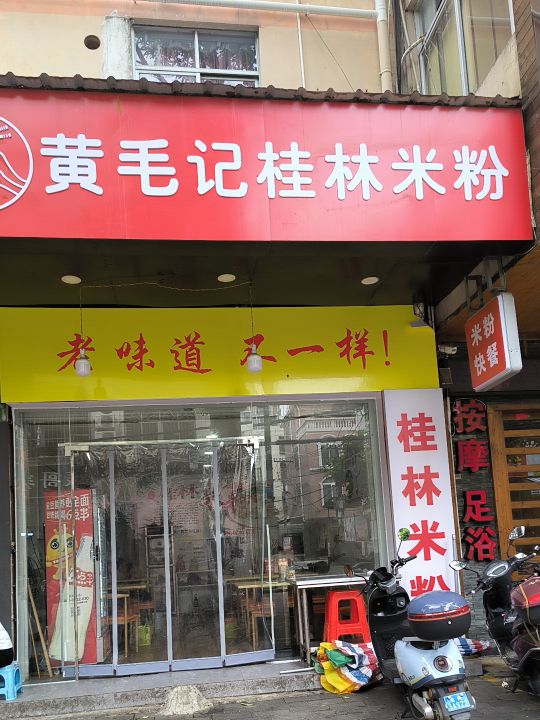 黄毛记桂林米粉
米粉
快餐
老味道 不一样!
桂林米粉
按摩 足浴